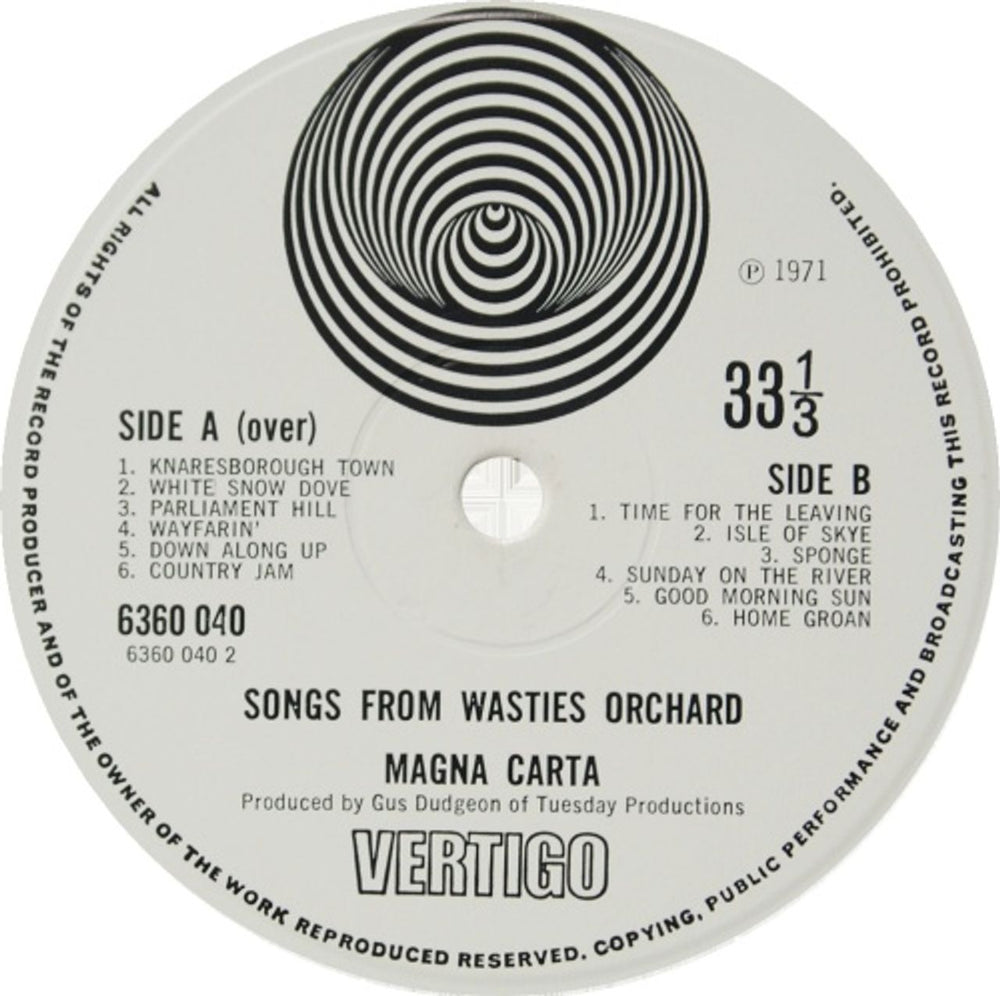 ALL RIGHTS OF THE RECORD PRODUCER AND OF THE OWNER OF THE WORK REPRODUCED RESERVED. COPYING, PUBLIC PERFORMANCE AND BROADCASTING THIS RECORD PROHIBITED.
Ⓟ 1971
33 1/3
SIDE A (over)
1. KNARESBOROUGH TOWN
2. WHITE SNOW DOVE
3. PARLIAMENT HILL
4. WAYFARIN'
5. DOWN ALONG UP
6. COUNTRY JAM
6360 040
6360 040 2
SIDE B
1. TIME FOR THE LEAVING
2. ISLE OF SKYE
3. SPONGE
4. SUNDAY ON THE RIVER
5. GOOD MORNING SUN
6. HOME GROAN
SONGS FROM WASTIES ORCHARD
MAGNA CARTA
Produced by Gus Dudgeon of Tuesday Productions
VERTIGO